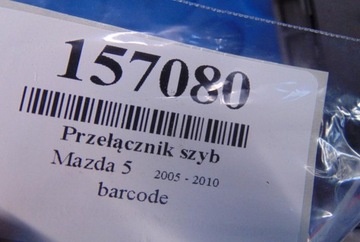 157080
Przełącznik szyb
Mazda 5 2005 - 2010
barcode